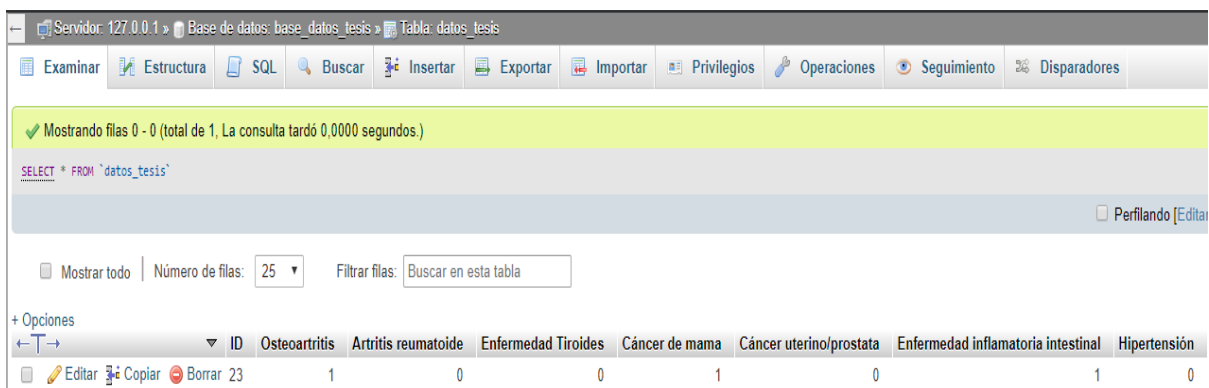 ← Servidor: 127.0.0.1 » Base de datos: base_datos_tesis » Tabla: datos_tesis
Examinar Estructura SQL Buscar Insertar Exportar Importar Privilegios Operaciones Seguimiento Disparadores
Mostrando filas 0 - 0 (total de 1, La consulta tardó 0,0000 segundos.)
SELECT * FROM `datos_tesis`
Perfilando [Editar
Mostrar todo | Número de filas: 25 Filtrar filas: Buscar en esta tabla
+ Opciones
←T→ ▼ ID Osteoartritis Artritis reumatoide Enfermedad Tiroides Cáncer de mama Cáncer uterino/prostata Enfermedad inflamatoria intestinal Hipertensión
Editar Copiar Borrar 23 1 0 0 1 0 1 0